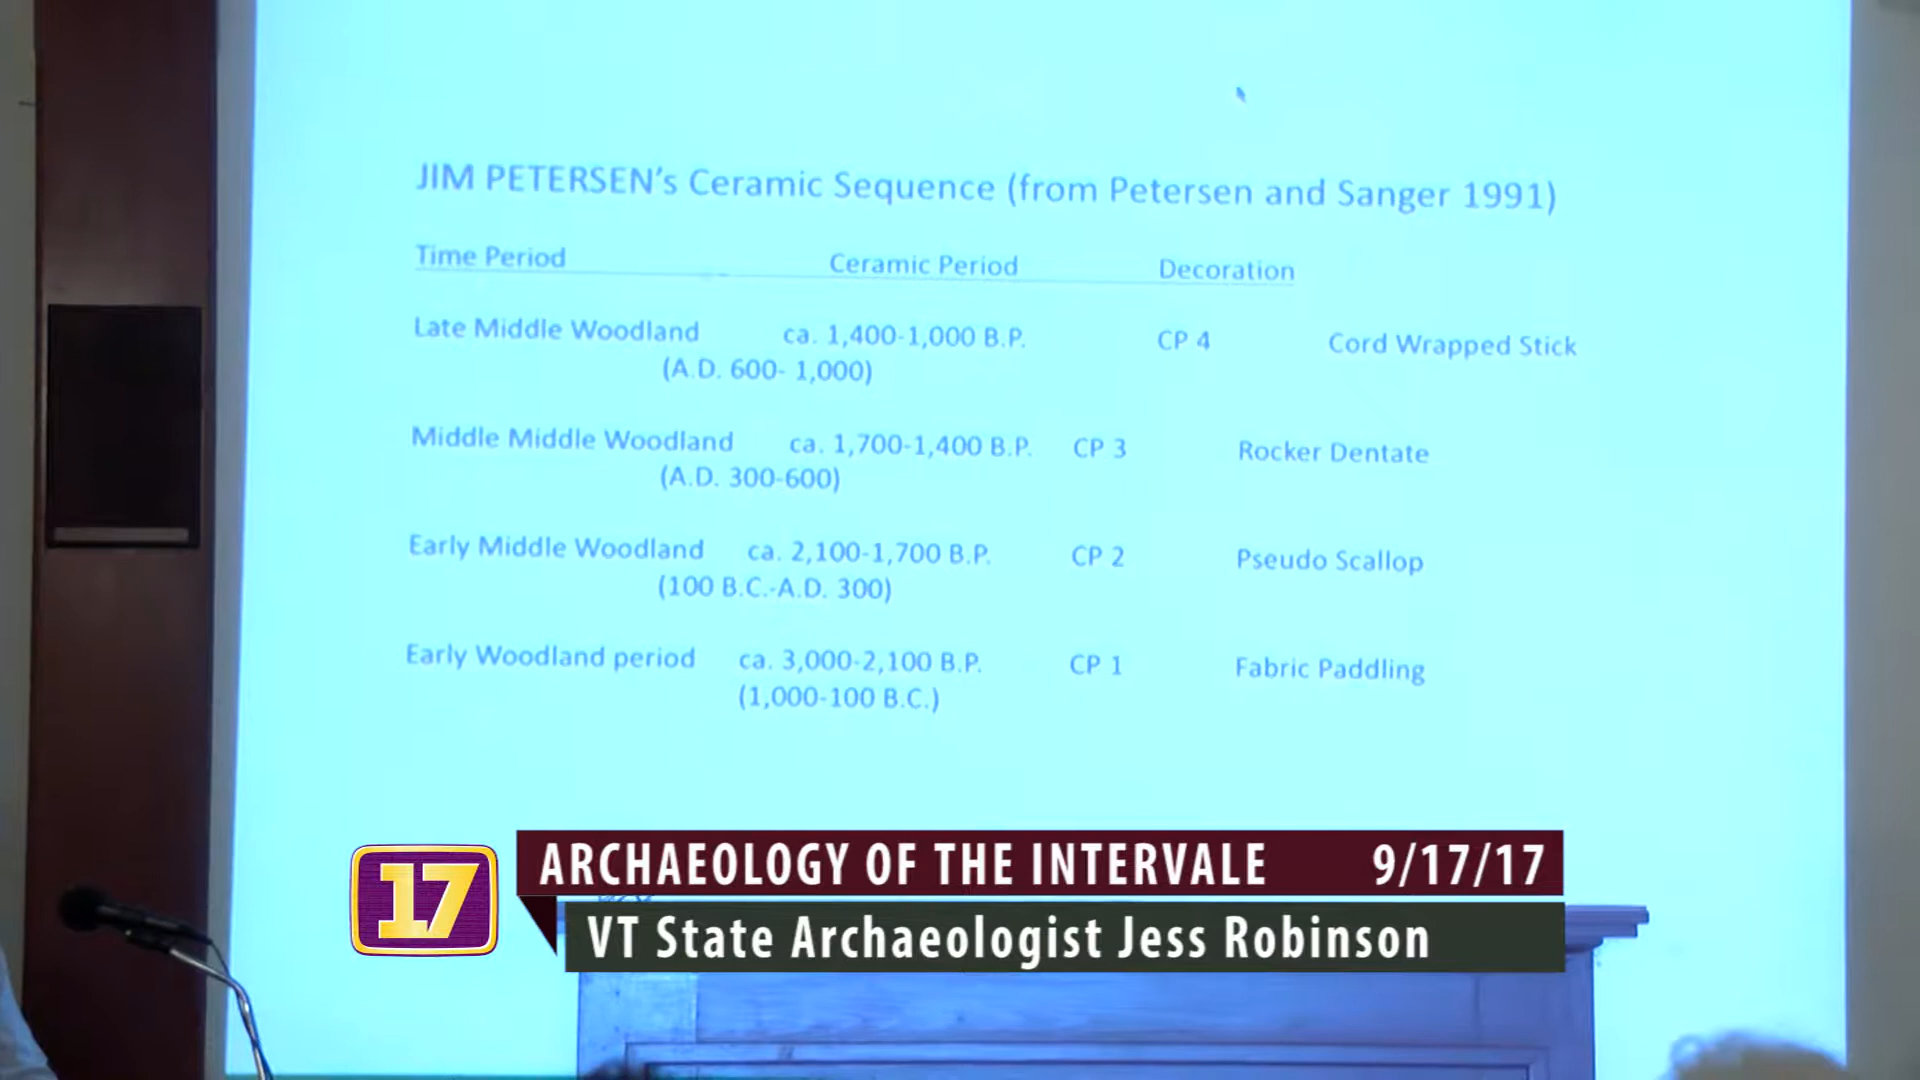 JIM PETERSEN's Ceramic Sequence (from Petersen and Sanger 1991)
Time Period Ceramic Period Decoration
Late Middle Woodland ca. 1,400-1,000 B.P. CP 4 Cord Wrapped Stick
(A.D. 600- 1,000)
Middle Middle Woodland ca. 1,700-1,400 B.P. CP 3 Rocker Dentate
(A.D. 300-600)
Early Middle Woodland ca. 2,100-1,700 B.P. CP 2 Pseudo Scallop
(100 B.C.-A.D. 300)
Early Woodland period ca. 3,000-2,100 B.P. CP 1 Fabric Paddling
(1,000-100 B.C.)
17 ARCHAEOLOGY OF THE INTERVALE 9/17/17
VT State Archaeologist Jess Robinson